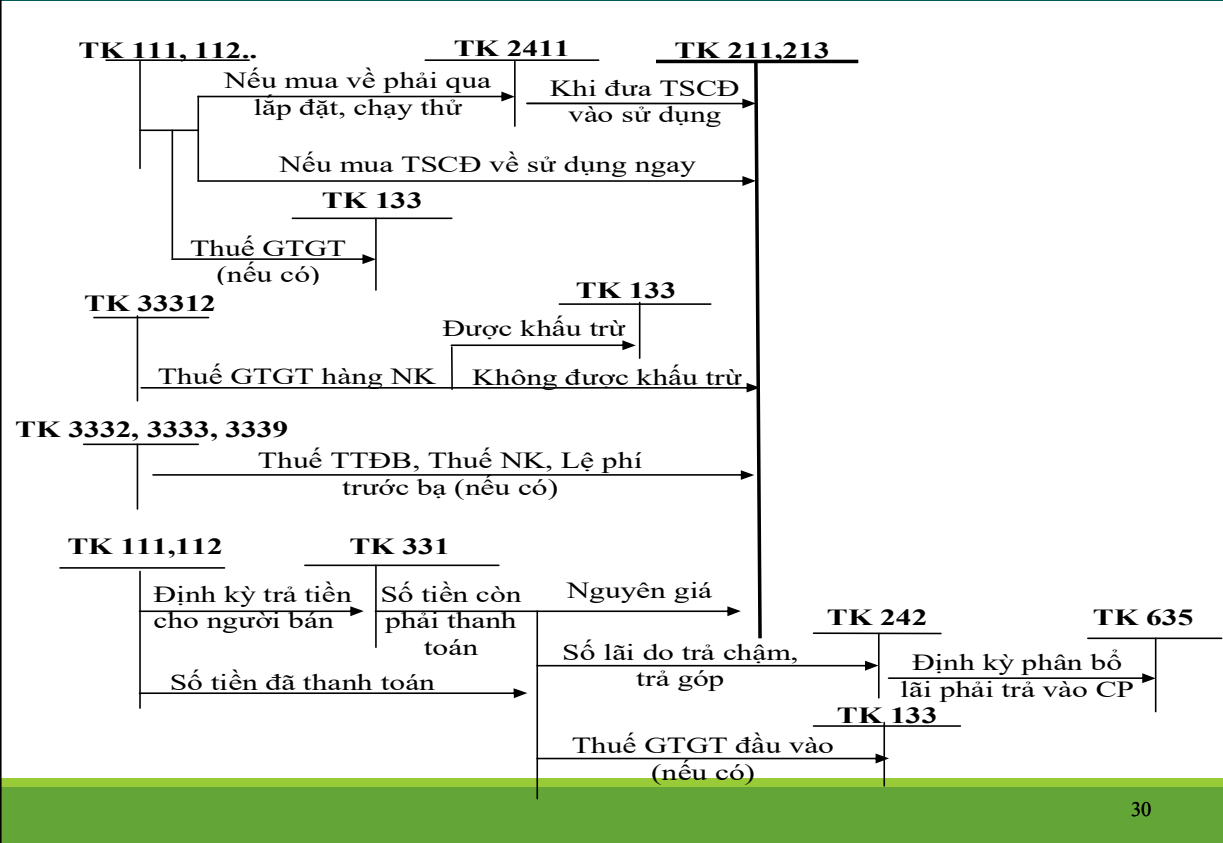 TK 111, 112..
TK 2411
TK 211,213
Nếu mua về phải qua
lắp đặt, chạy thử
Khi đưa TSCĐ
vào sử dụng
Nếu mua TSCĐ về sử dụng ngay
TK 133
Thuế GTGT
(nếu có)
TK 33312
TK 133
Được khấu trừ
Thuế GTGT hàng NK
Không được khấu trừ
TK 3332, 3333, 3339
Thuế TTĐB, Thuế NK, Lệ phí
trước bạ (nếu có)
TK 111,112
TK 331
Định kỳ trả tiền
cho người bán
Số tiền còn
phải thanh
toán
Nguyên giá
TK 242
TK 635
Số lãi do trả chậm,
trả góp
Định kỳ phân bổ
lãi phải trả vào CP
Số tiền đã thanh toán
TK 133
Thuế GTGT đầu vào
(nếu có)
30